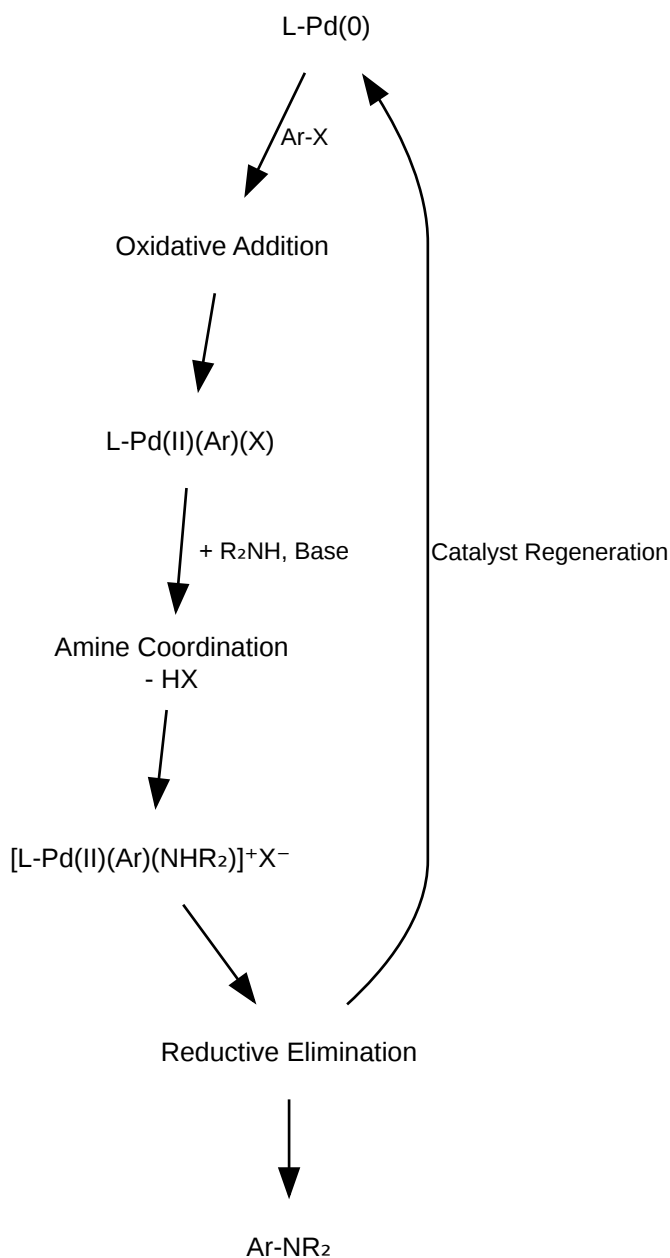 L-Pd(0)
Ar-X
Oxidative Addition
L-Pd(II)(Ar)(X)
+ R₂NH, Base
Catalyst Regeneration
Amine Coordination
- HX
[L-Pd(II)(Ar)(NHR₂)]⁺X⁻
Reductive Elimination
Ar-NR₂